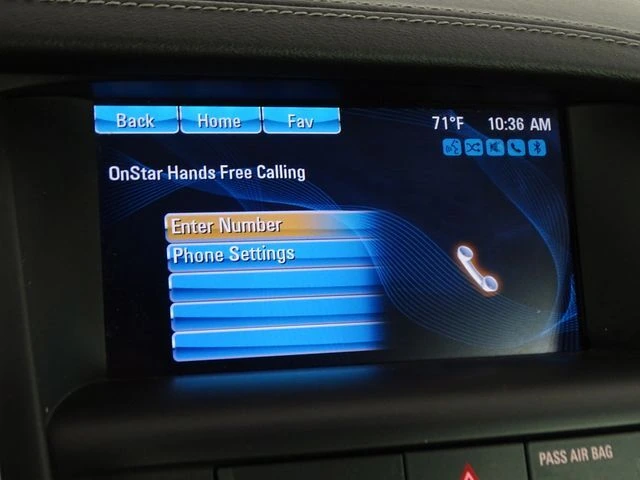 Back Home Fav 71°F 10:36 AM
OnStar Hands Free Calling
Enter Number
Phone Settings
PASS AIR BAG